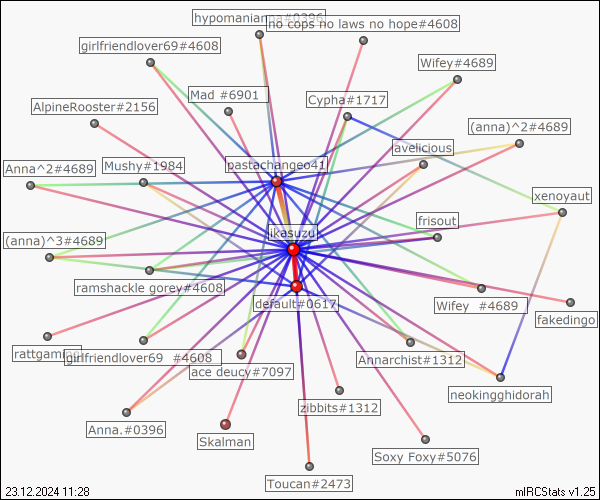 hypomanianna#0396
no cops no laws no hope#4608
girlfriendlover69#4608
Wifey#4689
Mad #6901
Cypha#1717
AlpineRooster#2156
(anna)^2#4689
avelicious
Anna^2#4689
Mushy#1984
pastachangeo41
xenoyaut
frisout
ikasuzu
(anna)^3#4689
ramshackle gorey#4608
default#0617
Wifey #4689
fakedingo
rattgaming
girlfriendlover69 #4608
ace deucy#7097
Annarchist#1312
neokingghidorah
zibbits#1312
Anna.#0396
Skalman
Soxy Foxy#5076
Toucan#2473
23.12.2024 11:28
mIRCStats v1.25